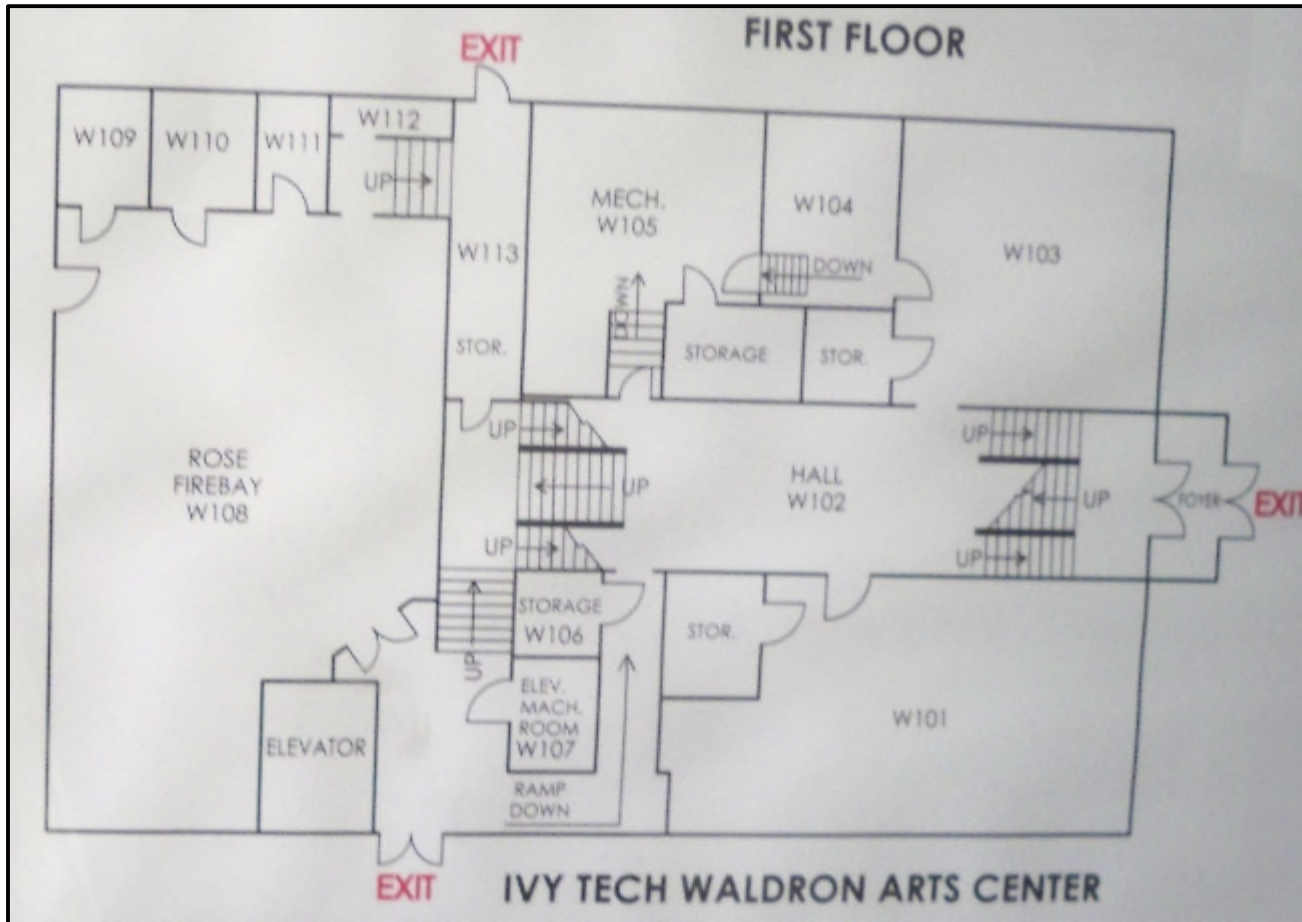 FIRST FLOOR
EXIT
W109
W110
W111
W112
UP
W113
STOR.
MECH.
W105
DOWN
W104
DOWN
W103
STORAGE
STOR.
ROSE
FIREBAY
W108
UP
UP
UP
HALL
W102
UP
UP
UP
FOYER
EXIT
UP
STORAGE
W106
ELEV.
MACH.
ROOM
W107
STOR.
W101
ELEVATOR
RAMP
DOWN
EXIT
IVY TECH WALDRON ARTS CENTER